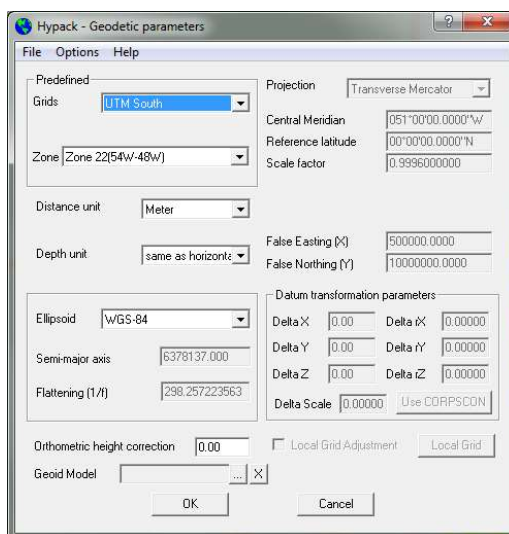 Hypack - Geodetic parameters
File Options Help
Predefined
Grids UTM South
Zone Zone 22(54W-48W)
Distance unit Meter
Depth unit same as horizonta
Ellipsoid WGS-84
Semi-major axis 6378137.000
Flattening (1/f) 298.257223563
Orthometric height correction 0.00
Geoid Model ... X
Projection Transverse Mercator
Central Meridian 051°00'00.0000"W
Reference latitude 00°00'00.0000"N
Scale factor 0.9996000000
False Easting (X) 500000.0000
False Northing (Y) 10000000.0000
Datum transformation parameters
Delta X 0.00 Delta rX 0.00000
Delta Y 0.00 Delta rY 0.00000
Delta Z 0.00 Delta rZ 0.00000
Delta Scale 0.00000 Use CORPSCON
Local Grid Adjustment Local Grid
OK Cancel